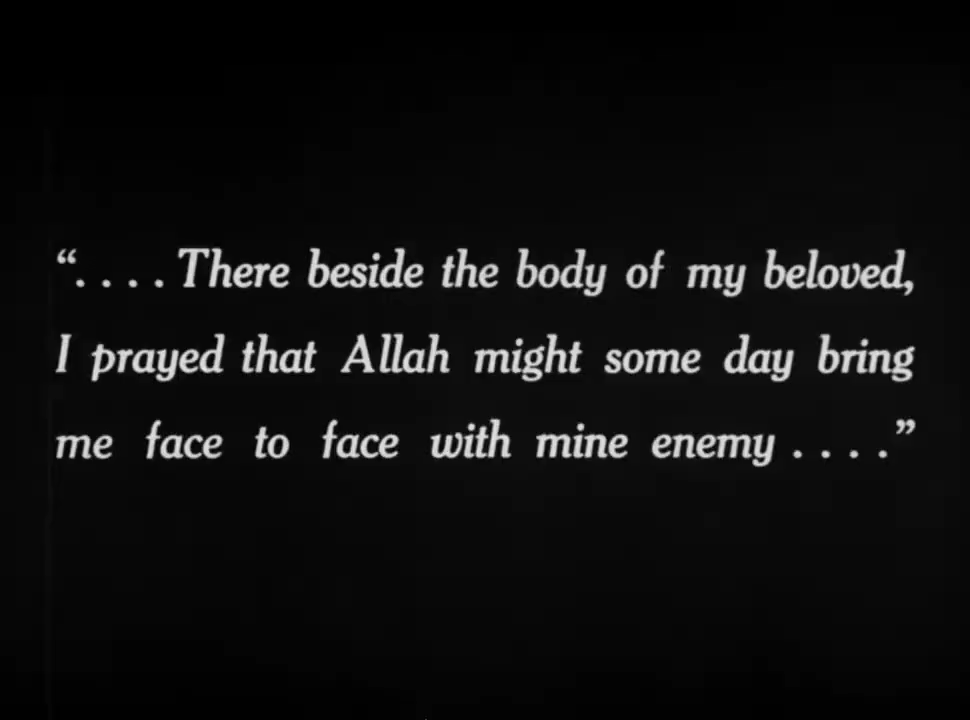 “. . . . There beside the body of my beloved,
I prayed that Allah might some day bring
me face to face with mine enemy . . . .”